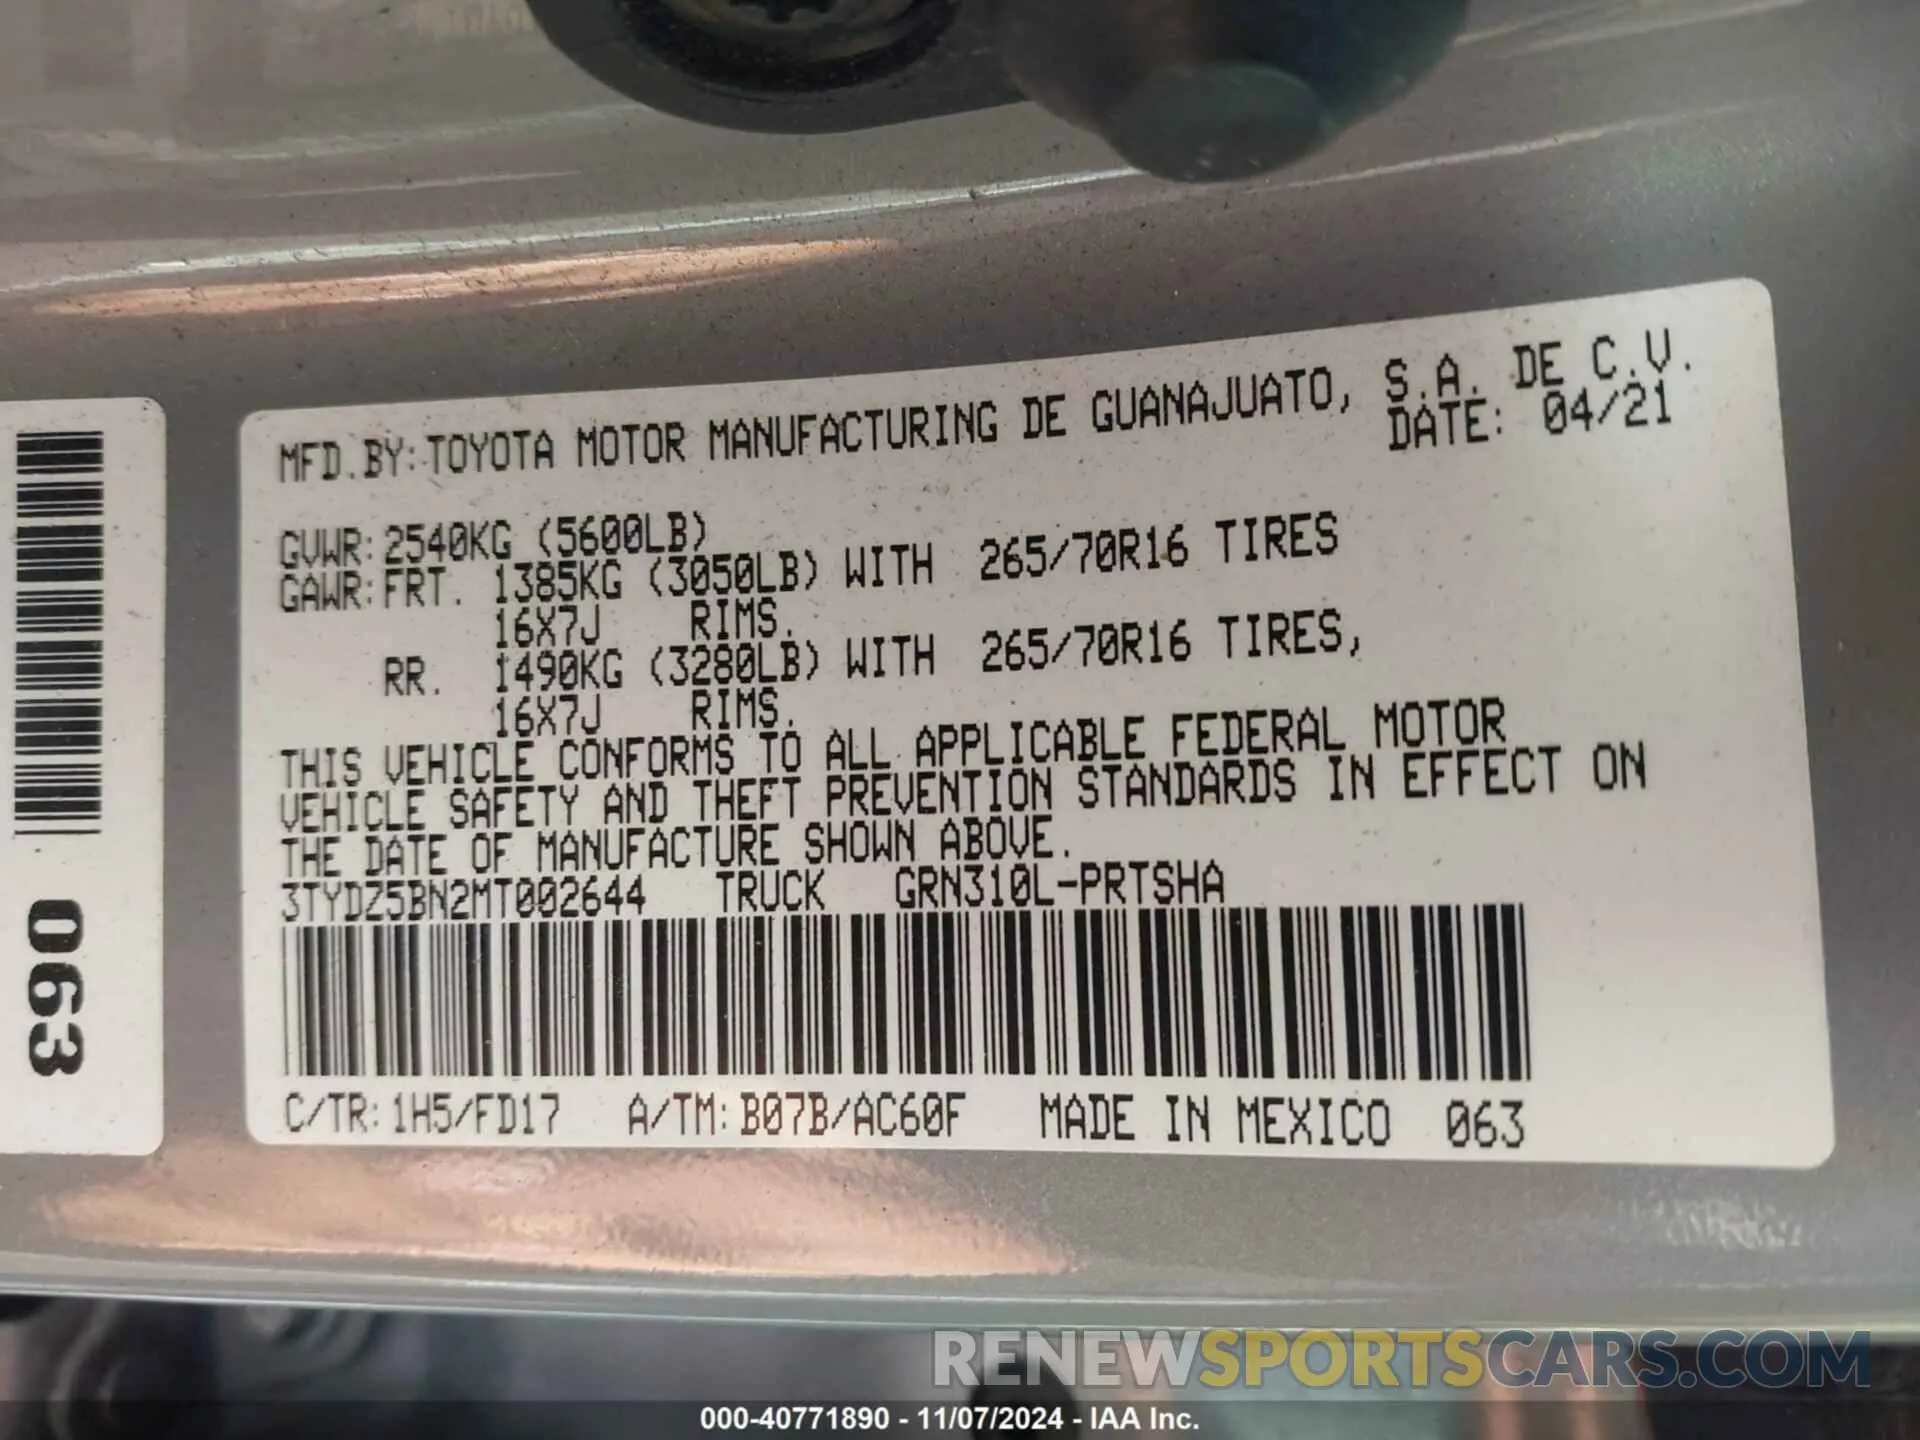 MFD.BY:TOYOTA MOTOR MANUFACTURING DE GUANAJUATO, S.A. DE C.V.
DATE: 04/21
GVWR:2540KG (5600LB)
GAWR:FRT. 1385KG (3050LB) WITH 265/70R16 TIRES
16X7J RIMS.
RR. 1490KG (3280LB) WITH 265/70R16 TIRES,
16X7J RIMS.
THIS VEHICLE CONFORMS TO ALL APPLICABLE FEDERAL MOTOR
VEHICLE SAFETY AND THEFT PREVENTION STANDARDS IN EFFECT ON
THE DATE OF MANUFACTURE SHOWN ABOVE.
3TYDZ5BN2MT002644 TRUCK GRN310L-PRTSHA
C/TR:1H5/FD17 A/TM:B07B/AC60F MADE IN MEXICO 063
063
RENEWSPORTSCARS.COM
000-40771890 - 11/07/2024 - IAA Inc.